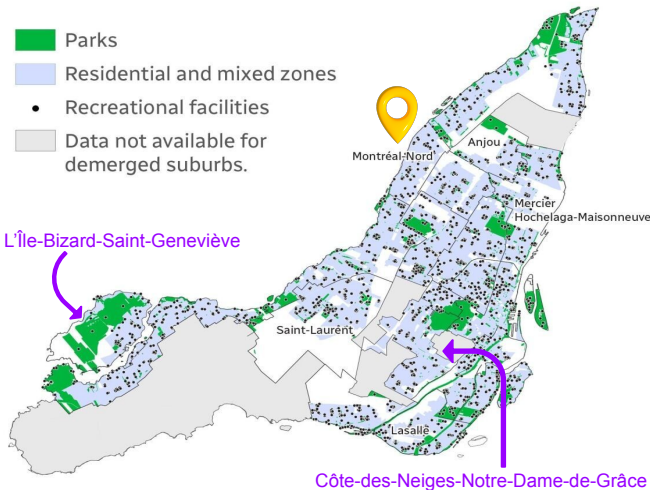 Parks
Residential and mixed zones
Recreational facilities
Data not available for
demerged suburbs.
Montréal-Nord
Anjou
Mercier
Hochelaga-Maisonneuve
L'Île-Bizard-Saint-Geneviève
Saint-Laurent
Lasalle
Côte-des-Neiges-Notre-Dame-de-Grâce